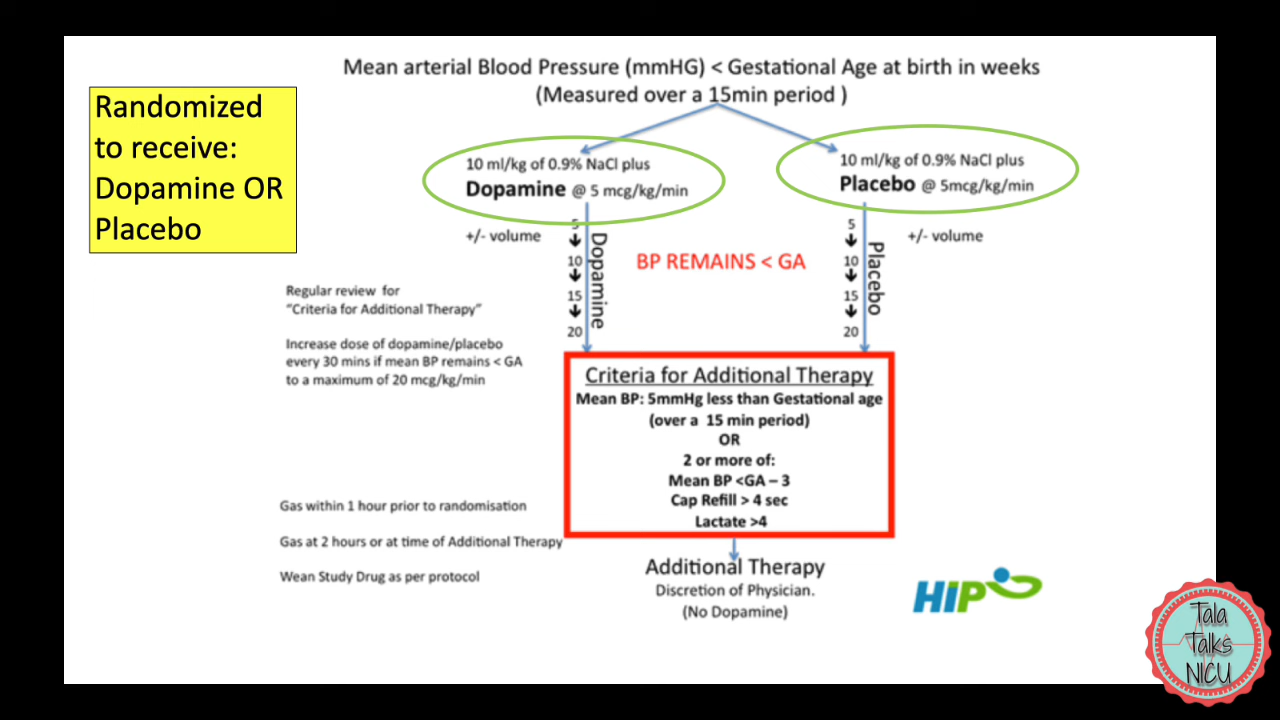 Mean arterial Blood Pressure (mmHG) < Gestational Age at birth in weeks
(Measured over a 15min period )
Randomized
to receive:
Dopamine OR
Placebo
10 ml/kg of 0.9% NaCl plus
Dopamine @ 5 mcg/kg/min
10 ml/kg of 0.9% NaCl plus
Placebo @ 5mcg/kg/min
+/- volume
5
10
15
20
Dopamine
BP REMAINS < GA
5
10
15
20
Placebo
+/- volume
Regular review for
“Criteria for Additional Therapy”
Increase dose of dopamine/placebo
every 30 mins if mean BP remains < GA
to a maximum of 20 mcg/kg/min
Criteria for Additional Therapy
Mean BP: 5mmHg less than Gestational age
(over a 15 min period)
OR
2 or more of:
Mean BP <GA – 3
Cap Refill > 4 sec
Lactate >4
Gas within 1 hour prior to randomisation
Gas at 2 hours or at time of Additional Therapy
Wean Study Drug as per protocol
Additional Therapy
Discretion of Physician.
(No Dopamine)
HIP
Tala
Talks
NICU